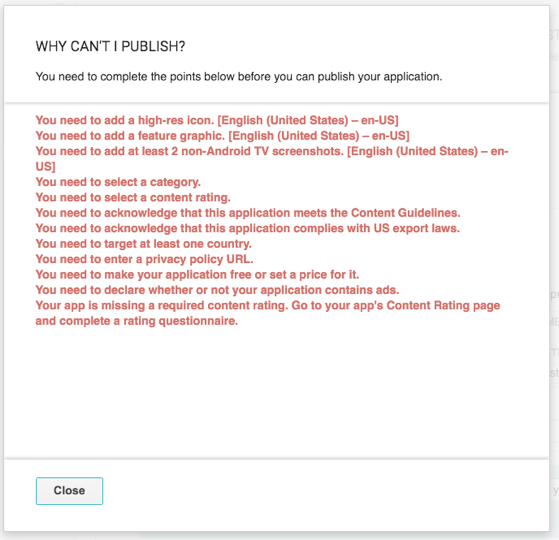 WHY CAN'T I PUBLISH?
You need to complete the points below before you can publish your application.
You need to add a high-res icon. [English (United States) – en-US]
You need to add a feature graphic. [English (United States) – en-US]
You need to add at least 2 non-Android TV screenshots. [English (United States) – en-
US]
You need to select a category.
You need to select a content rating.
You need to acknowledge that this application meets the Content Guidelines.
You need to acknowledge that this application complies with US export laws.
You need to target at least one country.
You need to enter a privacy policy URL.
You need to make your application free or set a price for it.
You need to declare whether or not your application contains ads.
Your app is missing a required content rating. Go to your app's Content Rating page
and complete a rating questionnaire.
Close